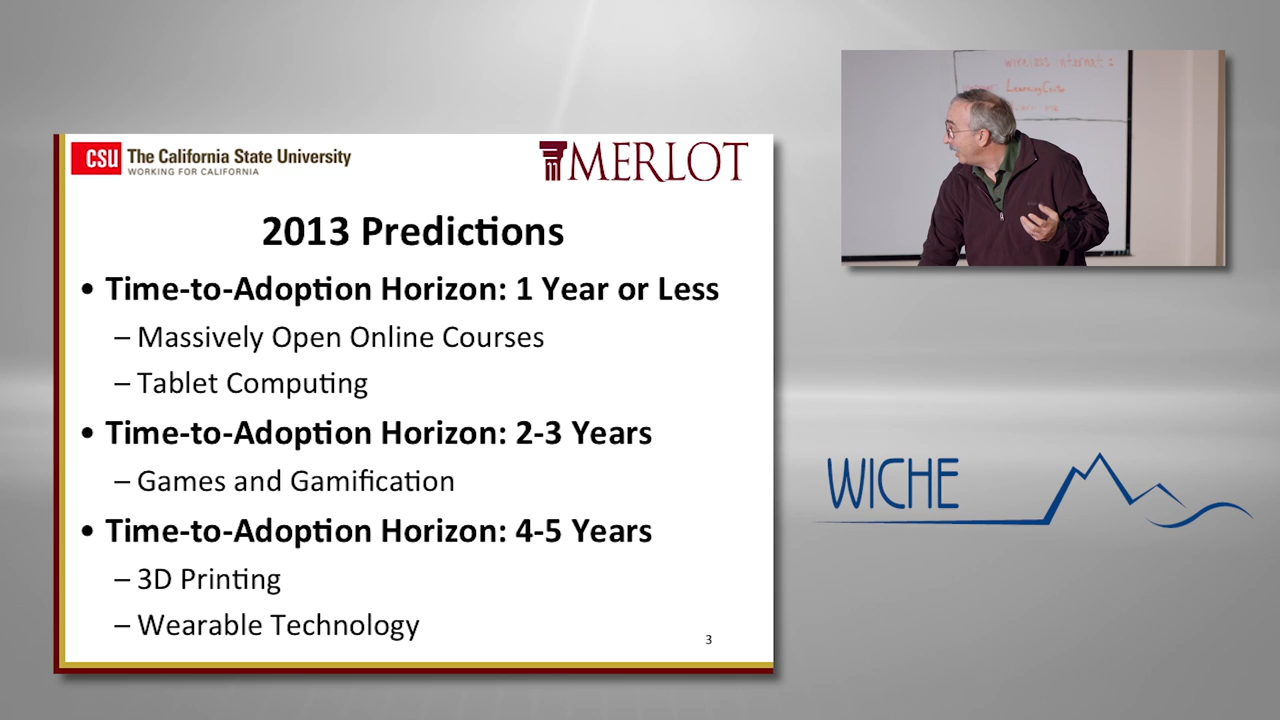 wireless internet:
LearningCntr
CSU The California State University
WORKING FOR CALIFORNIA
MERLOT
2013 Predictions
• Time-to-Adoption Horizon: 1 Year or Less
– Massively Open Online Courses
– Tablet Computing
• Time-to-Adoption Horizon: 2-3 Years
– Games and Gamification
• Time-to-Adoption Horizon: 4-5 Years
– 3D Printing
– Wearable Technology
3
WICHE